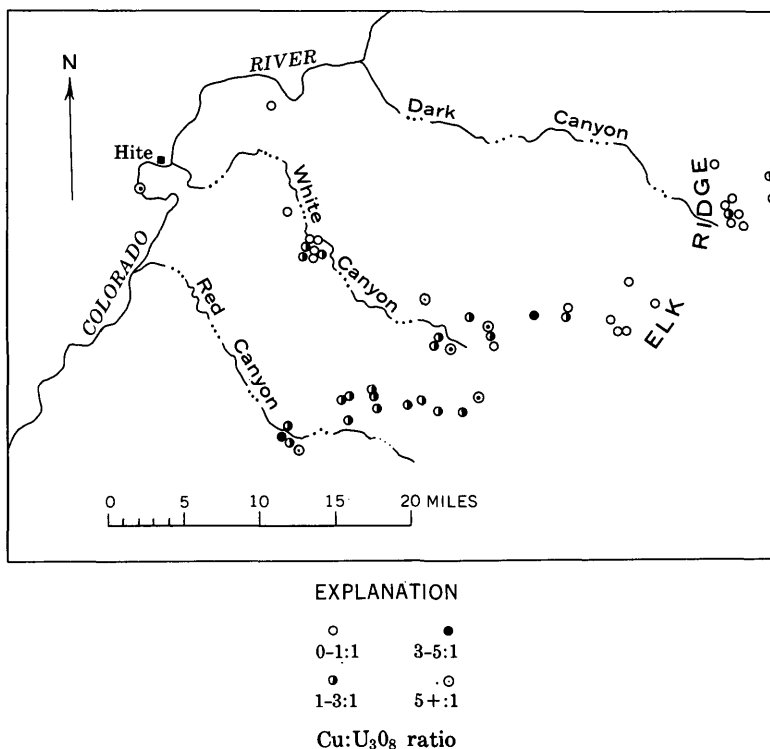 N
RIVER
Dark
Canyon
Hite
White
Canyon
RIDGE
ELK
COLORADO
Red
Canyon
0 5 10 15 20 MILES
EXPLANATION
0-1:1 3-5:1
1-3:1 5+:1
Cu:U₃O₈ ratio